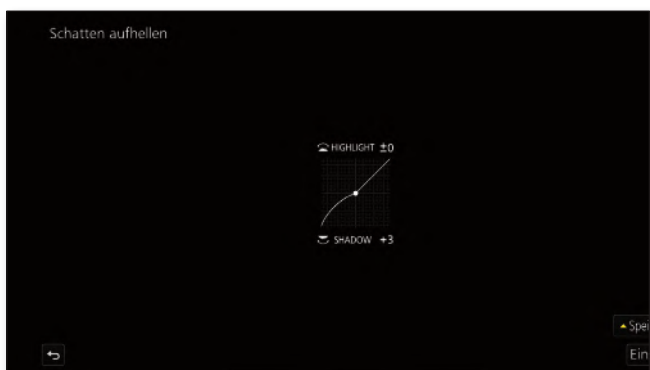 Schatten aufhellen
HIGHLIGHT ±0
SHADOW +3
Spei
Ein